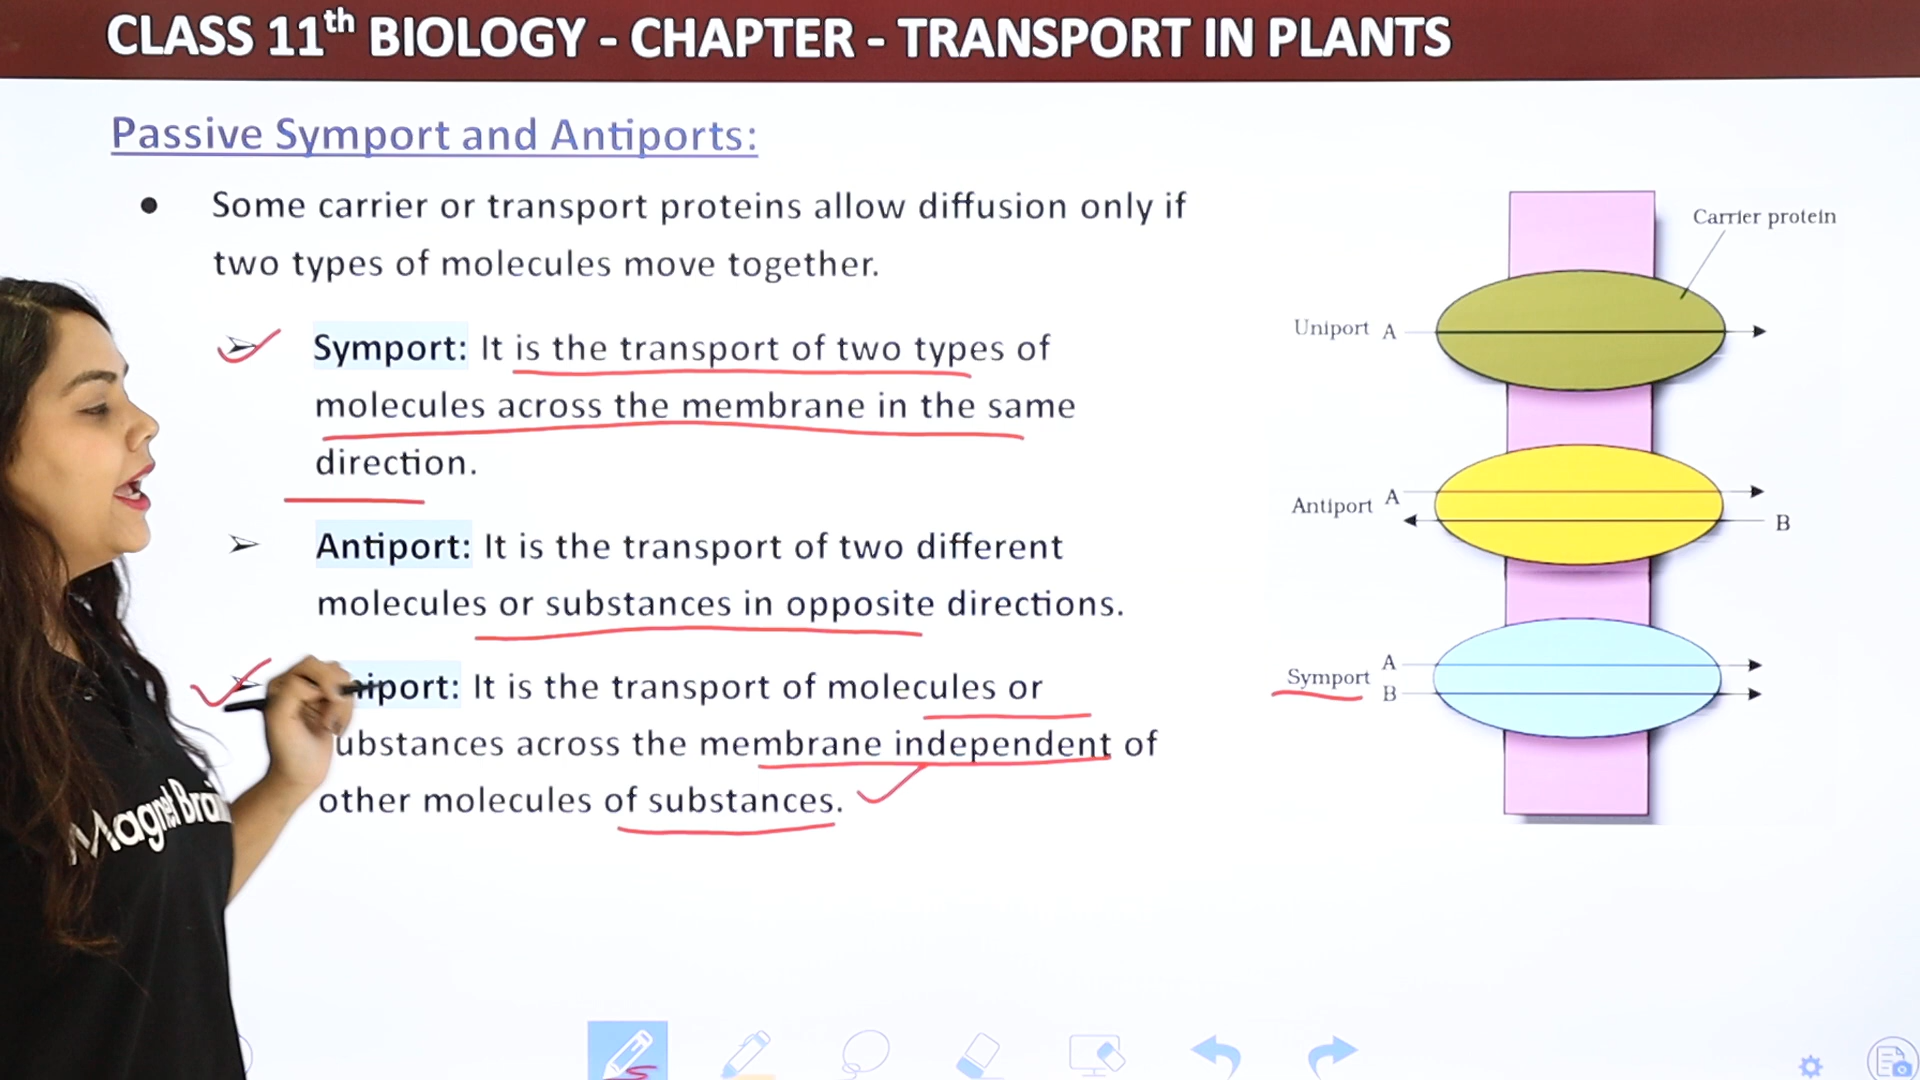 CLASS 11th BIOLOGY - CHAPTER - TRANSPORT IN PLANTS
Passive Symport and Antiports:
• Some carrier or transport proteins allow diffusion only if
two types of molecules move together.
➢ Symport: It is the transport of two types of
molecules across the membrane in the same
direction.
➢ Antiport: It is the transport of two different
molecules or substances in opposite directions.
➢ niport: It is the transport of molecules or
ubstances across the membrane independent of
other molecules of substances.
Carrier protein
Uniport A
Antiport A
B
Symport A
B
Magnet Brai